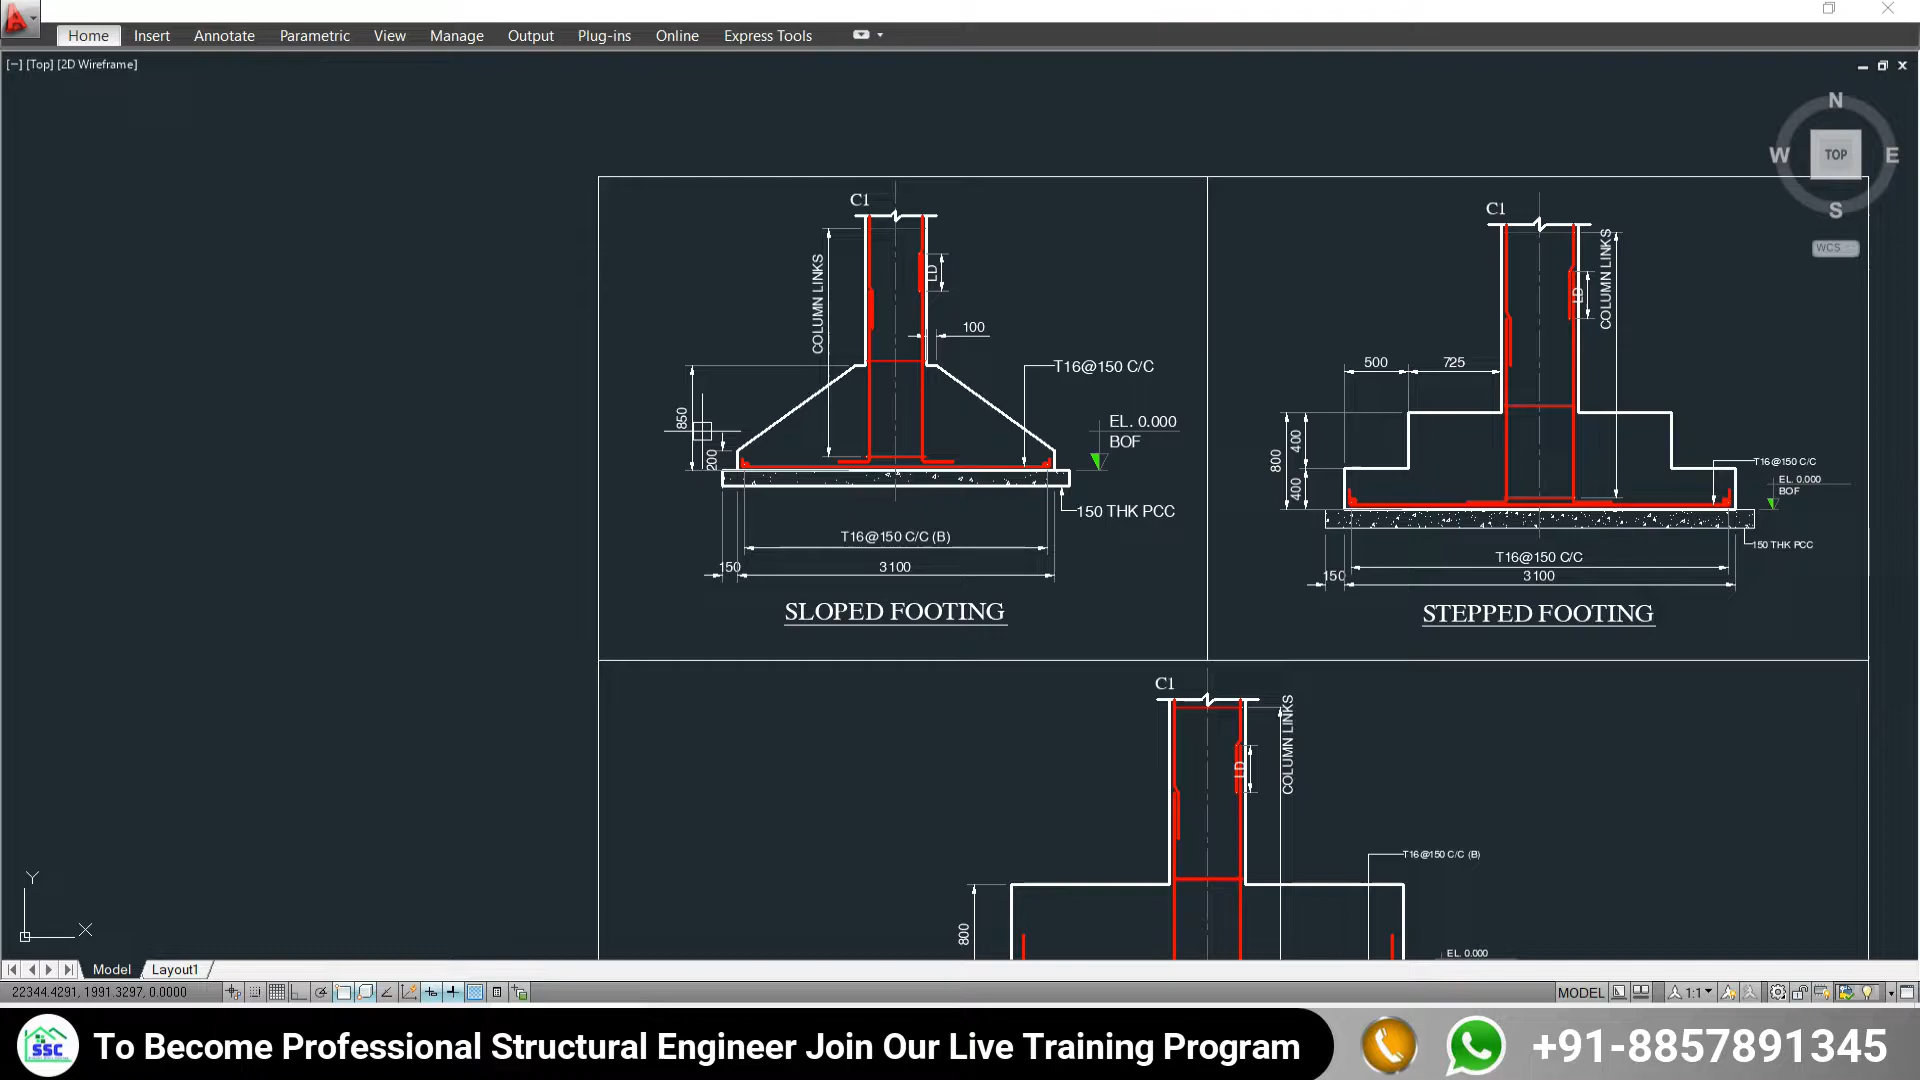 Home Insert Annotate Parametric View Manage Output Plug-ins Online Express Tools
[−] [Top] [2D Wireframe]
N
W TOP E
S
WCS
C1
COLUMN LINKS
LD
100
T16@150 C/C
850
200
EL. 0.000
BOF
150 THK PCC
T16@150 C/C (B)
150 3100
SLOPED FOOTING
C1
COLUMN LINKS
LD
500 725
800
400
400
T16@150 C/C
EL. 0.000
BOF
150 THK PCC
T16@150 C/C
150 3100
STEPPED FOOTING
C1
COLUMN LINKS
LD
T16@150 C/C (B)
800
EL. 0.000
Y
X
Model Layout1
22344.4291, 1991.3297, 0.0000 MODEL 1:1
SSC To Become Professional Structural Engineer Join Our Live Training Program +91-8857891345